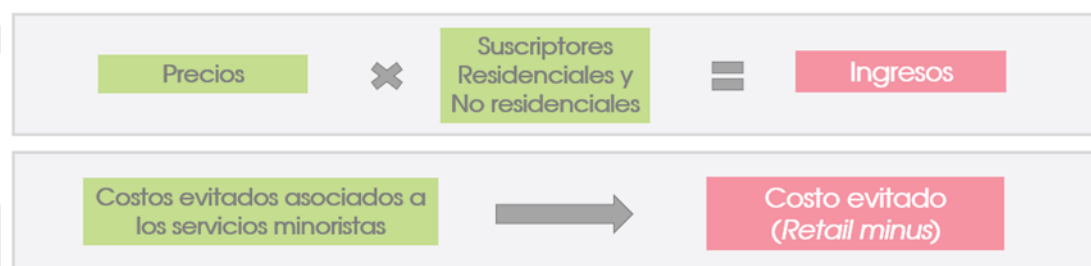 Precios
Suscriptores
Residenciales y
No residenciales
Ingresos
Costos evitados asociados a
los servicios minoristas
Costo evitado
(Retail minus)